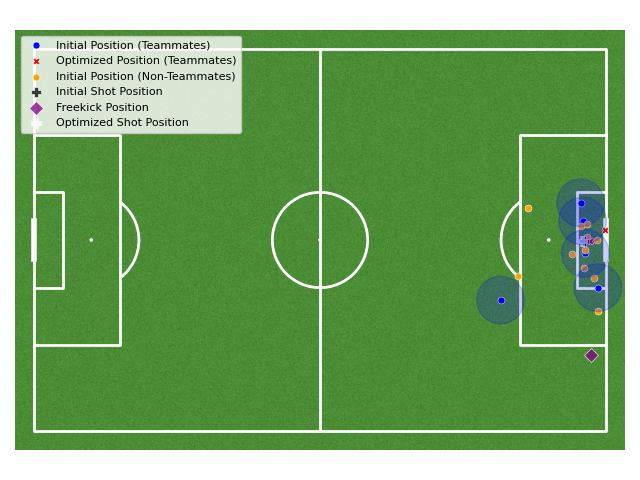 Initial Position (Teammates)
Optimized Position (Teammates)
Initial Position (Non-Teammates)
Initial Shot Position
Freekick Position
Optimized Shot Position